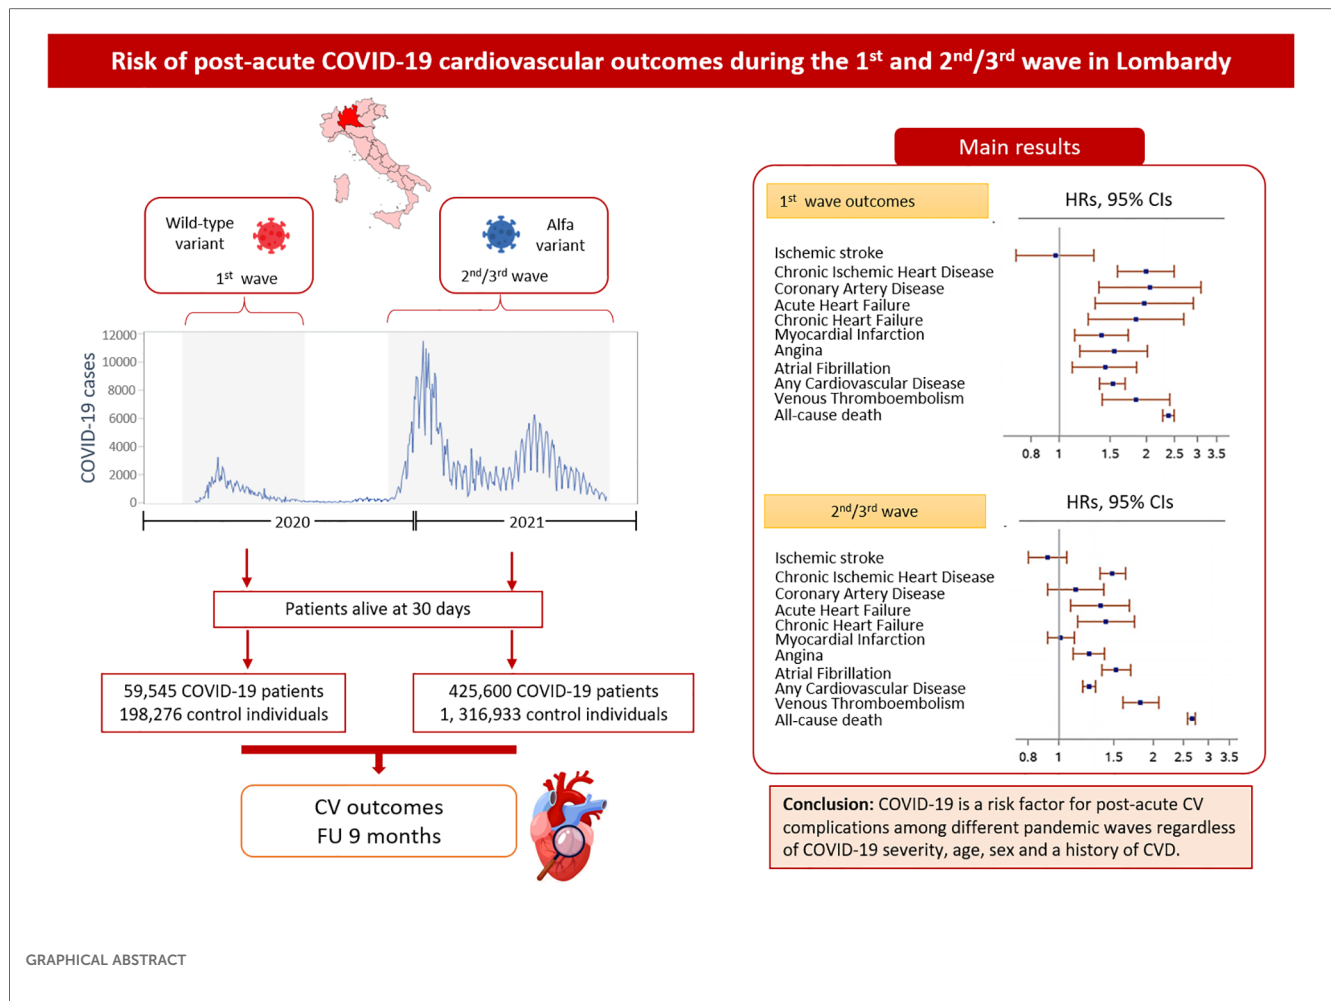 Risk of post-acute COVID-19 cardiovascular outcomes during the 1st and 2nd/3rd wave in Lombardy
Wild-type
variant
1st wave
Alfa
variant
2nd/3rd wave
COVID-19 cases
12000
10000
8000
6000
4000
2000
0
2020
2021
Patients alive at 30 days
59,545 COVID-19 patients
198,276 control individuals
425,600 COVID-19 patients
1, 316,933 control individuals
CV outcomes
FU 9 months
Main results
1st wave outcomes
HRs, 95% CIs
Ischemic stroke
Chronic Ischemic Heart Disease
Coronary Artery Disease
Acute Heart Failure
Chronic Heart Failure
Myocardial Infarction
Angina
Atrial Fibrillation
Any Cardiovascular Disease
Venous Thromboembolism
All-cause death
0.8 1 1.5 2 2.5 3 3.5
2nd/3rd wave
HRs, 95% CIs
Ischemic stroke
Chronic Ischemic Heart Disease
Coronary Artery Disease
Acute Heart Failure
Chronic Heart Failure
Myocardial Infarction
Angina
Atrial Fibrillation
Any Cardiovascular Disease
Venous Thromboembolism
All-cause death
0.8 1 1.5 2 2.5 3 3.5
Conclusion: COVID-19 is a risk factor for post-acute CV
complications among different pandemic waves regardless
of COVID-19 severity, age, sex and a history of CVD.
GRAPHICAL ABSTRACT